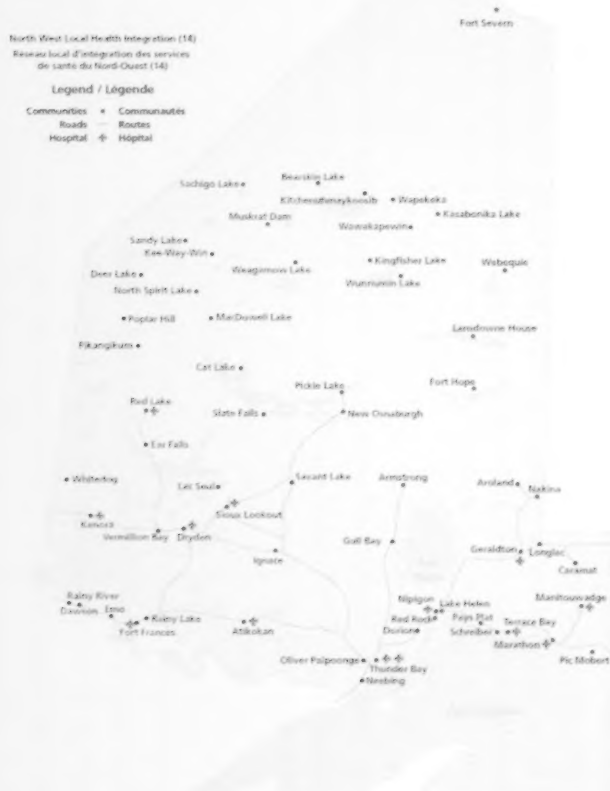 Fort Severn
North West Local Health Integration (14)
Réseau local d'intégration des services
de santé du Nord-Ouest (14)
Legend / Légende
Communities • Communautés
Roads — Routes
Hospital Hôpital
Bearskin Lake
Sachigo Lake
Kitchenuhmaykoosib
Wapekeka
Muskrat Dam
Kasabonika Lake
Wawakapewin
Sandy Lake
Kee-Way-Win
Weagamow Lake
Kingfisher Lake
Webequie
Deer Lake
Wunnumin Lake
North Spirit Lake
Poplar Hill
MacDowell Lake
Lansdowne House
Pikangikum
Cat Lake
Pickle Lake
Fort Hope
Red Lake
Slate Falls
New Osnaburgh
Ear Falls
Whitedog
Lac Seul
Savant Lake
Armstrong
Aroland
Nakina
Kenora
Sioux Lookout
Vermillion Bay
Dryden
Gull Bay
Geraldton
Longlac
Ignace
Caramat
Rainy River
Dawson
Emo
Rainy Lake
Fort Frances
Atikokan
Nipigon
Lake Helen
Manitouwadge
Red Rock
Pays Plat
Terrace Bay
Dorion
Schreiber
Marathon
Oliver Paipoonge
Thunder Bay
Pic Mobert
Neebing